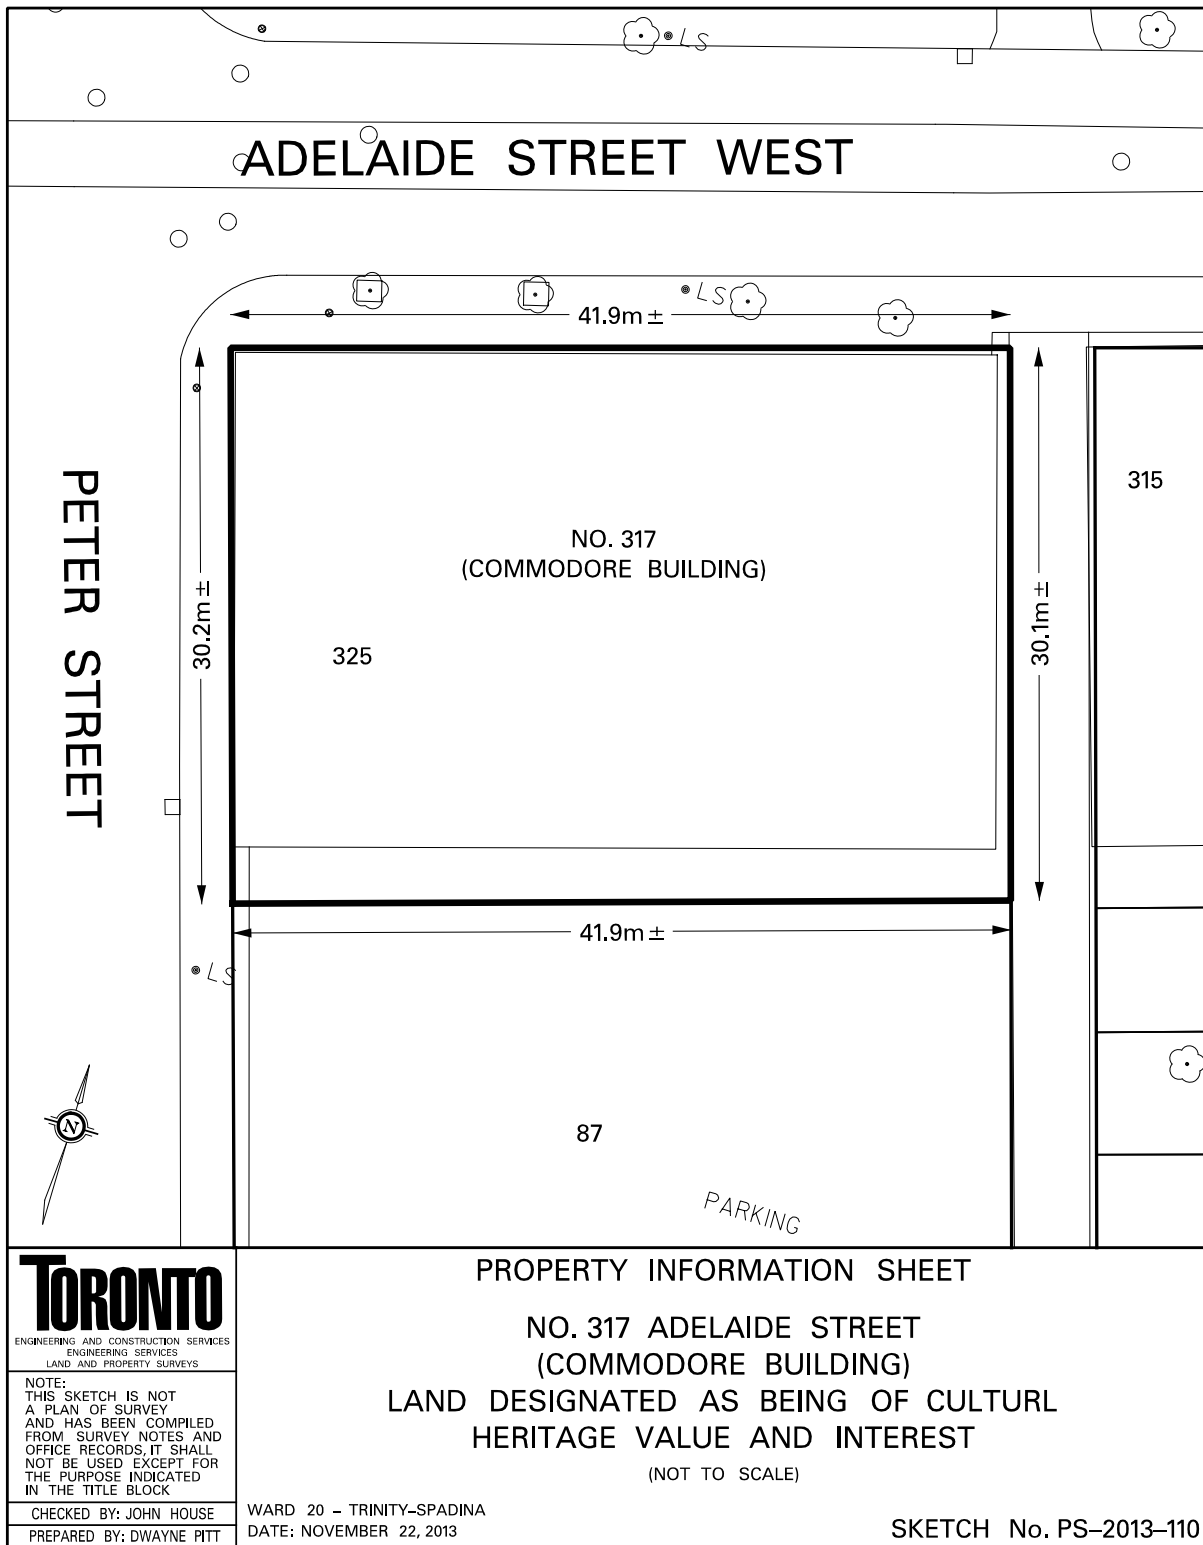 LS
ADELAIDE STREET WEST
LS
41.9m ±
PETER STREET
30.2m ±
NO. 317
(COMMODORE BUILDING)
325
30.1m ±
315
41.9m ±
LS
87
N
PARKING
TORONTO
ENGINEERING AND CONSTRUCTION SERVICES
ENGINEERING SERVICES
LAND AND PROPERTY SURVEYS
NOTE:
THIS SKETCH IS NOT
A PLAN OF SURVEY
AND HAS BEEN COMPILED
FROM SURVEY NOTES AND
OFFICE RECORDS, IT SHALL
NOT BE USED EXCEPT FOR
THE PURPOSE INDICATED
IN THE TITLE BLOCK
CHECKED BY: JOHN HOUSE
PREPARED BY: DWAYNE PITT
PROPERTY INFORMATION SHEET
NO. 317 ADELAIDE STREET
(COMMODORE BUILDING)
LAND DESIGNATED AS BEING OF CULTURL
HERITAGE VALUE AND INTEREST
(NOT TO SCALE)
WARD 20 – TRINITY–SPADINA
DATE: NOVEMBER 22, 2013
SKETCH No. PS–2013–110